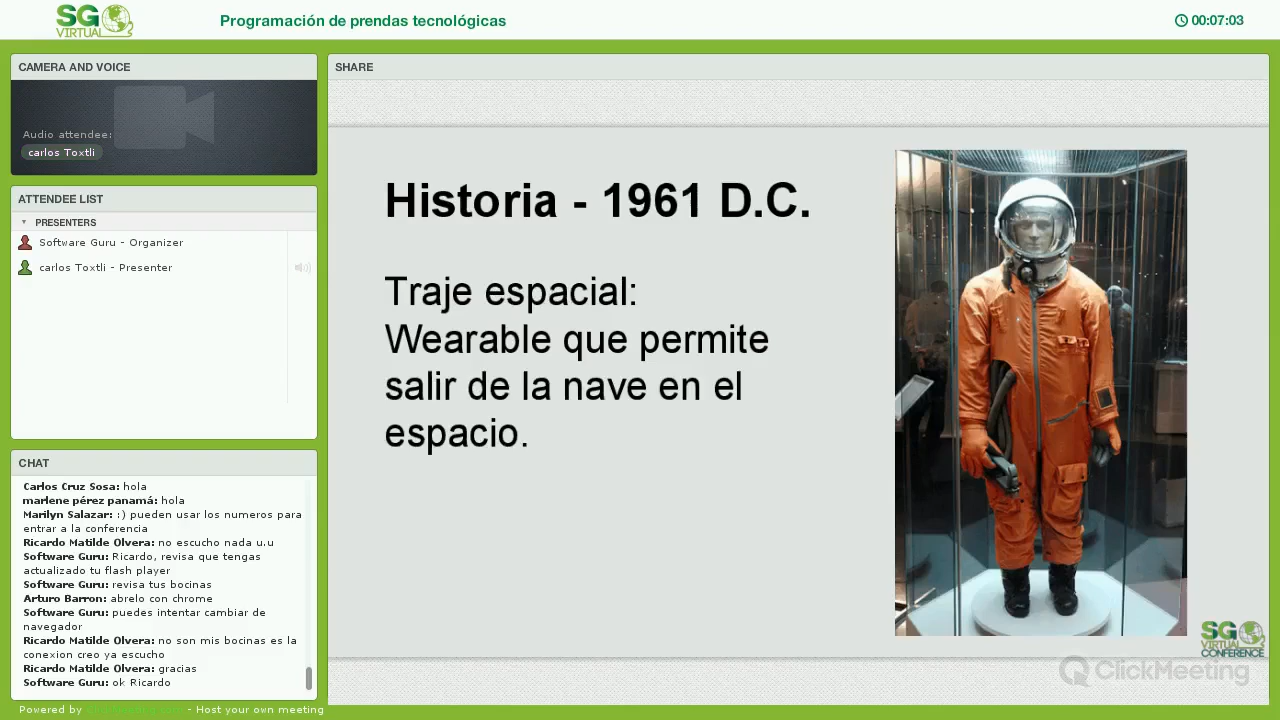 SG
VIRTUAL
Programación de prendas tecnológicas
00:07:03
CAMERA AND VOICE
Audio attendee:
carlos Toxtli
ATTENDEE LIST
PRESENTERS
Software Guru - Organizer
carlos Toxtli - Presenter
CHAT
Carlos Cruz Sosa: hola
marlene pérez panamá: hola
Marilyn Salazar: :) pueden usar los numeros para
entrar a la conferencia
Ricardo Matilde Olvera: no escucho nada u.u
Software Guru: Ricardo, revisa que tengas
actualizado tu flash player
Software Guru: revisa tus bocinas
Arturo Barron: abrelo con chrome
Software Guru: puedes intentar cambiar de
navegador
Ricardo Matilde Olvera: no son mis bocinas es la
conexion creo ya escucho
Ricardo Matilde Olvera: gracias
Software Guru: ok Ricardo
Powered by - Host your own meeting
SHARE
Historia - 1961 D.C.
Traje espacial:
Wearable que permite
salir de la nave en el
espacio.
SG
VIRTUAL
CONFERENCE
ClickMeeting